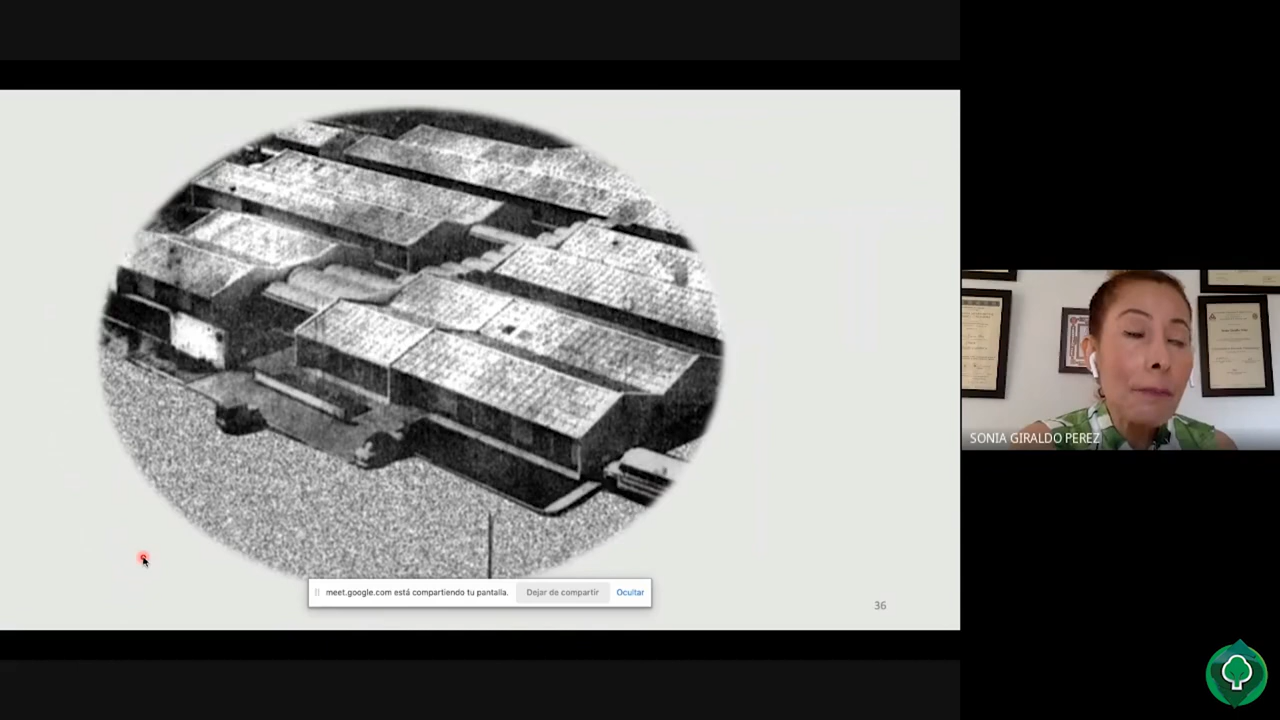 SONIA GIRALDO PEREZ
meet.google.com está compartiendo tu pantalla. Dejar de compartir Ocultar
36